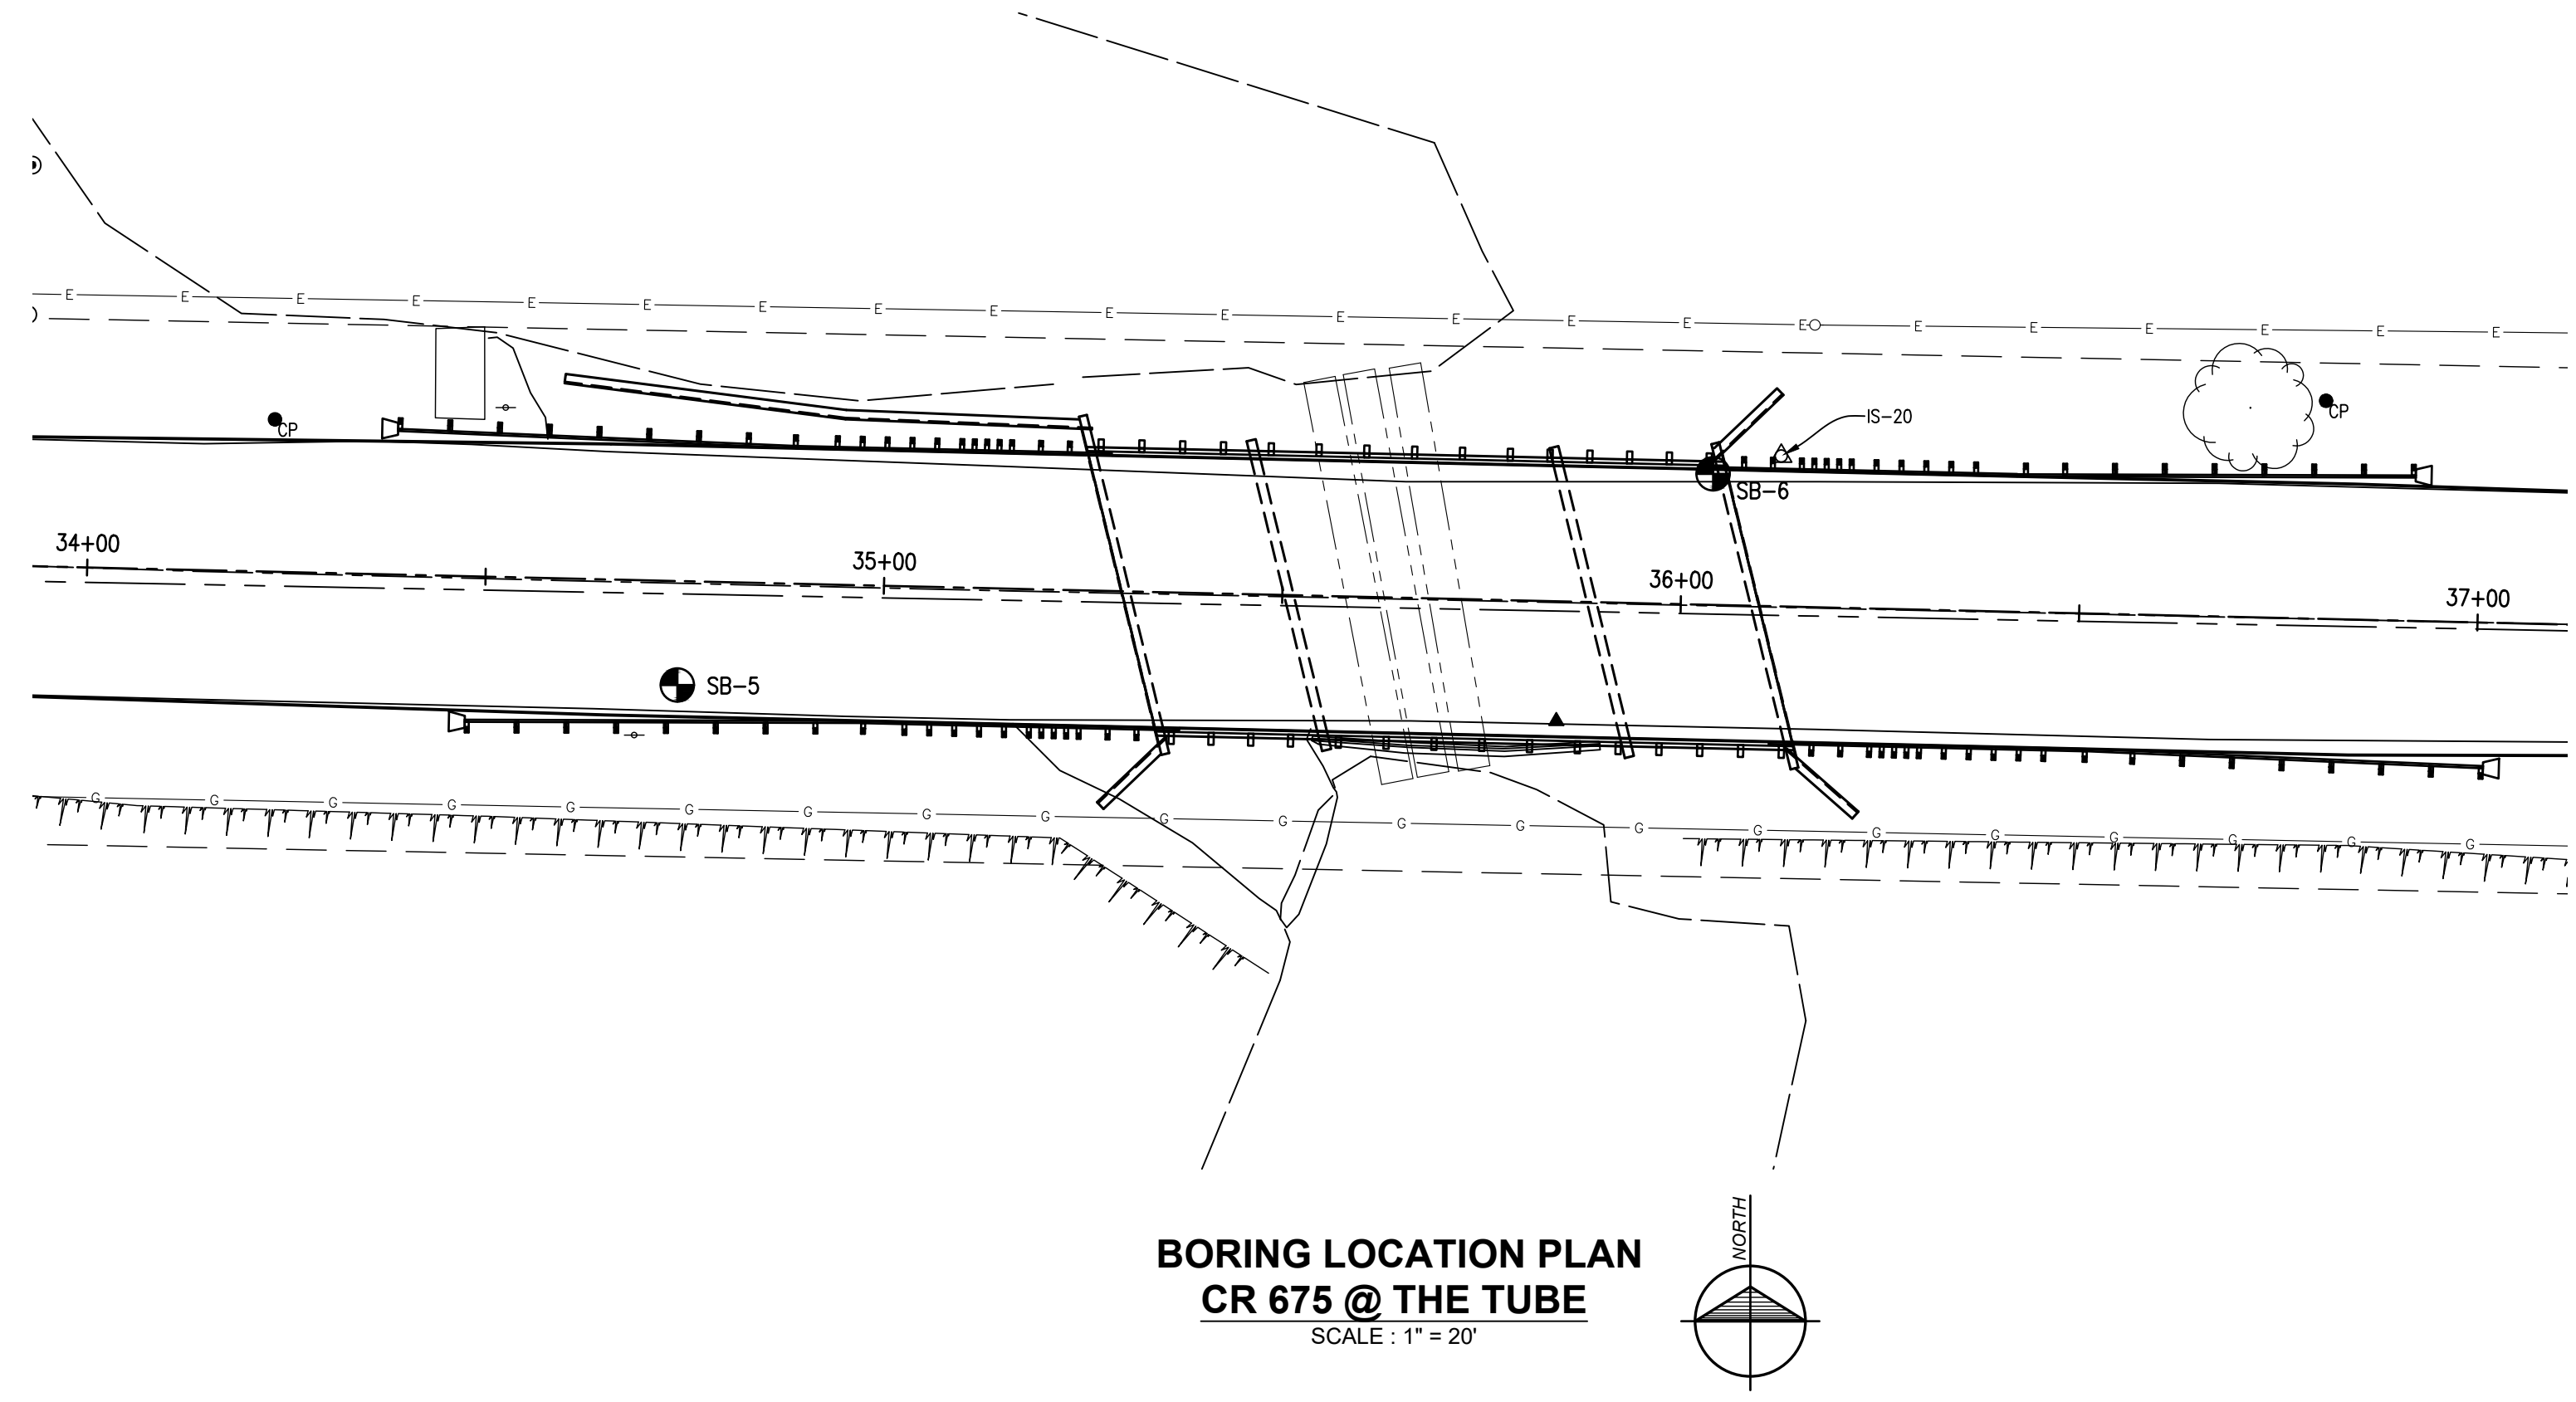 E E E E E E E E E E E E E E E E E E E E E E
CP
IS-20
CP
SB-6
34+00
35+00
36+00
37+00
SB-5
G G G G G G G G G G G G G G G G G G G G G
NORTH
BORING LOCATION PLAN
CR 675 @ THE TUBE
SCALE : 1" = 20'